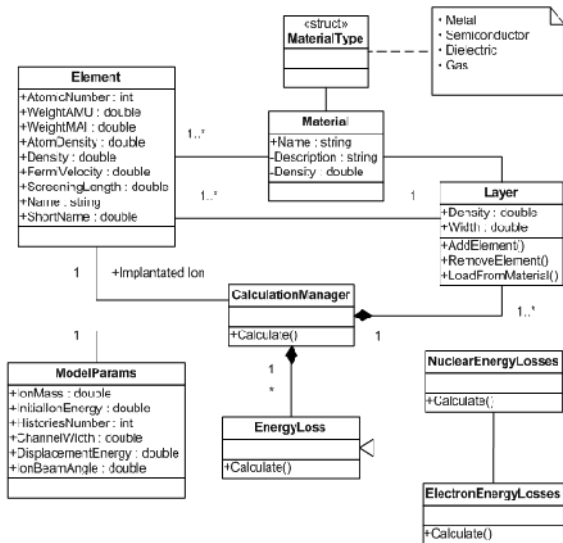 «struct»
MaterialType
· Metal
· Semiconductor
· Dielectric
· Gas
Element
+AtomicNumber : int
+WeightAMU : double
+WeightMAI : double
+AtomDensity : double
+Density : double
+FermiVelocity : double
+ScreeningLength : double
+Name : string
+ShortName : double
1..*
Material
+Name : string
-Description : string
-Density : double
1..*
1
Layer
+Density : double
+Width : double
+AddElement()
+RemoveElement()
+LoadFromMaterial()
1
+Implantated Ion
CalculationManager
+Calculate()
1
1..*
1
ModelParams
+IonMass : double
+InitialIonEnergy : double
+HistoriesNumber : int
+ChannelWidth : double
+DisplacementEnergy : double
+IonBeamAngle : double
1
*
EnergyLoss
+Calculate()
NuclearEnergyLosses
+Calculate()
ElectronEnergyLosses
+Calculate()